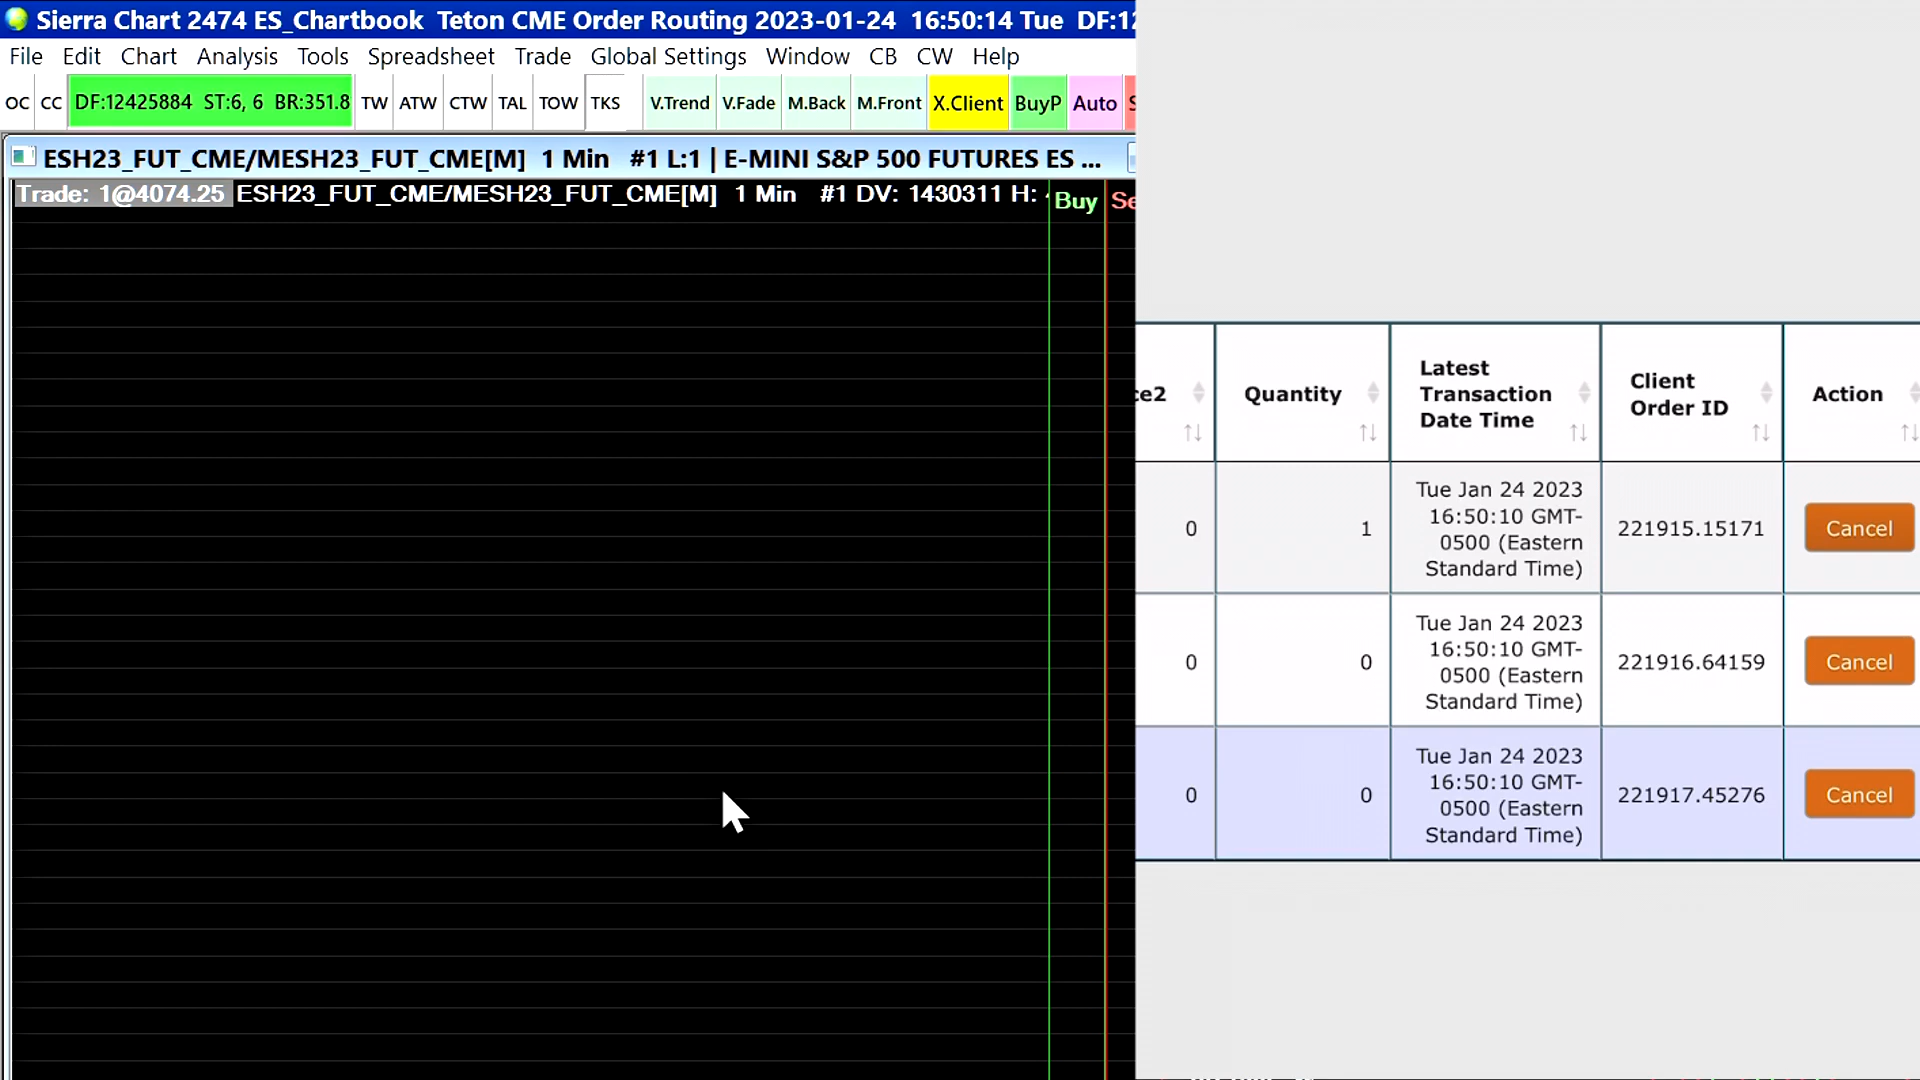 Sierra Chart 2474 ES_Chartbook  Teton CME Order Routing 2023-01-24  16:50:14 Tue  DF:12
File Edit Chart Analysis Tools Spreadsheet Trade Global Settings Window CB CW Help
OC CC DF:12425884 ST:6, 6 BR:351.8 TW ATW CTW TAL TOW TKS V.Trend V.Fade M.Back M.Front X.Client BuyP Auto S
ESH23_FUT_CME/MESH23_FUT_CME[M]  1 Min  #1 L:1 | E-MINI S&P 500 FUTURES ES ...
Trade: 1@4074.25 ESH23_FUT_CME/MESH23_FUT_CME[M]  1 Min  #1 DV: 1430311 H:
Buy Se
ce2
Quantity
Latest
Transaction
Date Time
Client
Order ID
Action
0
1
Tue Jan 24 2023
16:50:10 GMT-
0500 (Eastern
Standard Time)
221915.15171
Cancel
0
0
Tue Jan 24 2023
16:50:10 GMT-
0500 (Eastern
Standard Time)
221916.64159
Cancel
0
0
Tue Jan 24 2023
16:50:10 GMT-
0500 (Eastern
Standard Time)
221917.45276
Cancel